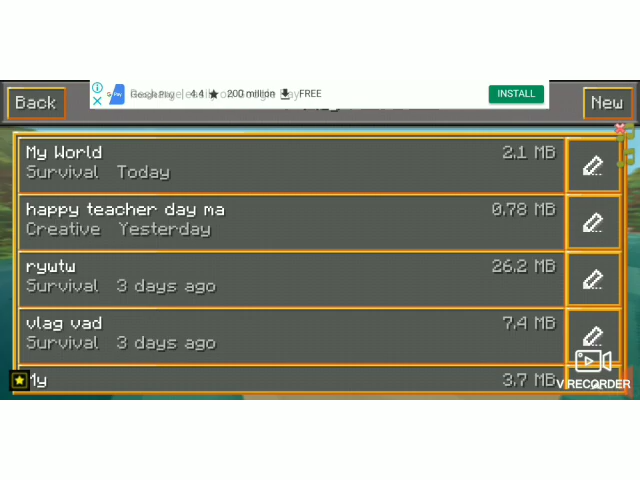 4.4 ★ 200 million FREE
INSTALL
Back
New
My World 2.1 MB
Survival Today
happy teacher day ma 0.78 MB
Creative Yesterday
rywtw 26.2 MB
Survival 3 days ago
vlag vad 7.4 MB
Survival 3 days ago
My 3.7 MB
V RECORDER